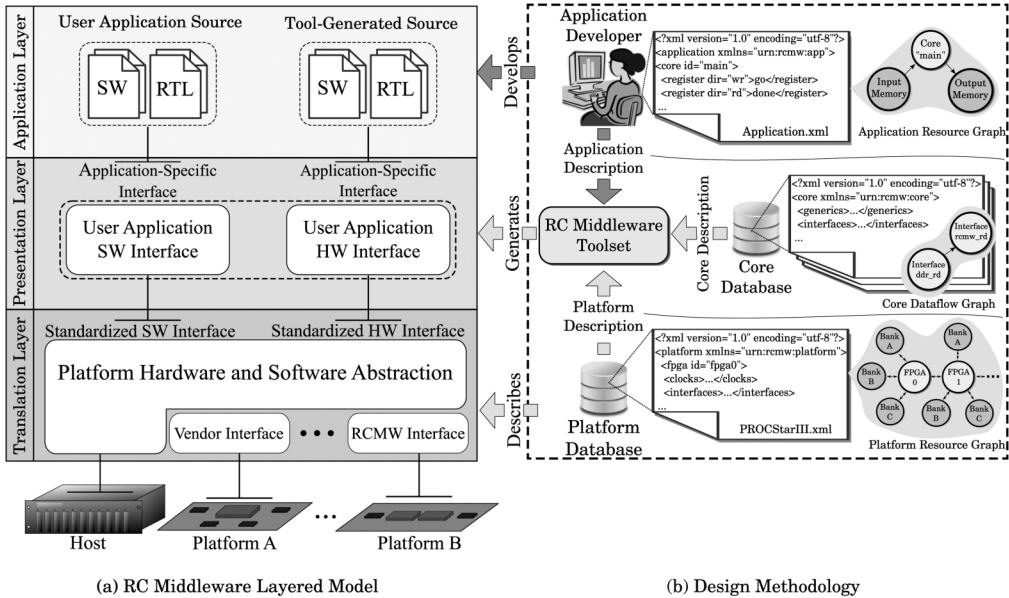 Application Layer
User Application Source
Tool-Generated Source
SW
RTL
SW
RTL
Application-Specific
Interface
Application-Specific
Interface
Presentation Layer
User Application
SW Interface
User Application
HW Interface
Standardized SW Interface
Standardized HW Interface
Translation Layer
Platform Hardware and Software Abstraction
Vendor Interface
• • •
RCMW Interface
Host
Platform A
...
Platform B
(a) RC Middleware Layered Model
Develops
Generates
Describes
Application
Developer
<?xml version="1.0" encoding="utf-8"?>
<application xmlns="urn:rcmw:app">
<core id="main">
<register dir="wr">go</register>
<register dir="rd">done</register>
...
Application.xml
Core
"main"
Input
Memory
Output
Memory
Application Resource Graph
Application
Description
RC Middleware
Toolset
Core Description
Core
Database
<?xml version="1.0" encoding="utf-8"?>
<core xmlns="urn:rcmw:core">
<generics>...</generics>
<interfaces>...</interfaces>
...
Interface
rcmw_rd
Interface
ddr_rd
Core Dataflow Graph
Platform
Description
Platform
Database
<?xml version="1.0" encoding="utf-8"?>
<platform xmlns="urn:rcmw:platform">
<fpga id="fpga0">
<clocks>...</clocks>
<interfaces>...</interfaces>
...
PROCStarIII.xml
Bank
A
Bank
A
Bank
B
FPGA
0
FPGA
1
Bank
C
Bank
B
Bank
C
Platform Resource Graph
(b) Design Methodology